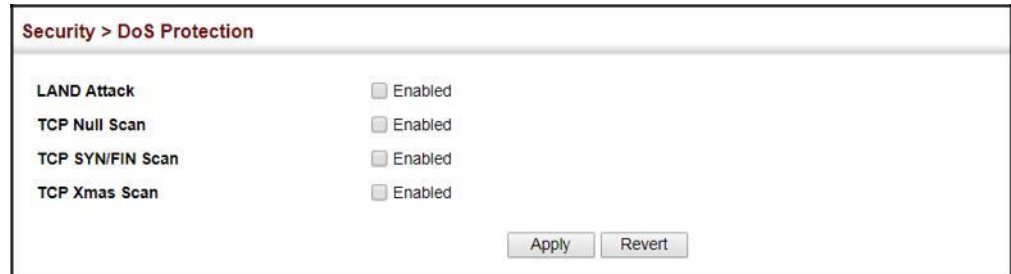 Security > DoS Protection
LAND Attack Enabled
TCP Null Scan Enabled
TCP SYN/FIN Scan Enabled
TCP Xmas Scan Enabled
Apply Revert